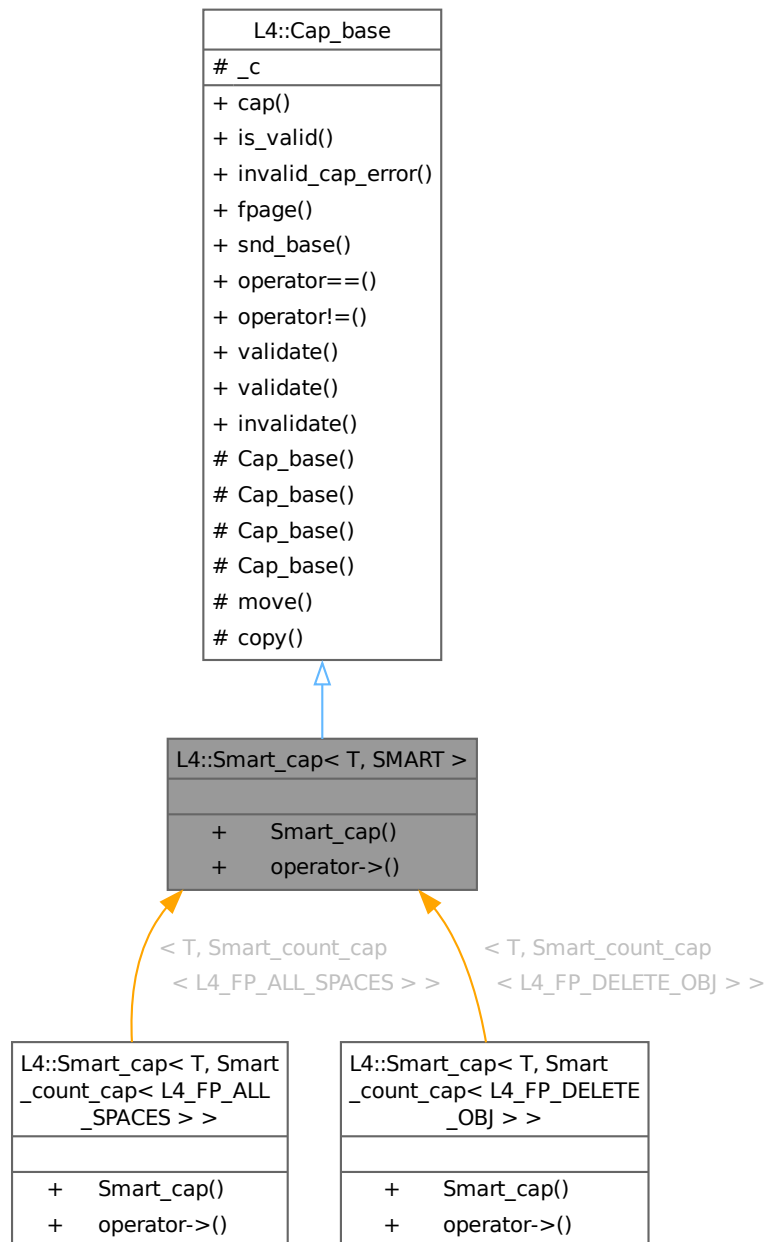 L4::Cap_base
# _c
+ cap()
+ is_valid()
+ invalid_cap_error()
+ fpage()
+ snd_base()
+ operator==()
+ operator!=()
+ validate()
+ validate()
+ invalidate()
# Cap_base()
# Cap_base()
# Cap_base()
# Cap_base()
# move()
# copy()
L4::Smart_cap< T, SMART >
+ Smart_cap()
+ operator->()
< T, Smart_count_cap
< L4_FP_ALL_SPACES > >
< T, Smart_count_cap
< L4_FP_DELETE_OBJ > >
L4::Smart_cap< T, Smart
_count_cap< L4_FP_ALL
_SPACES > >
+ Smart_cap()
+ operator->()
L4::Smart_cap< T, Smart
_count_cap< L4_FP_DELETE
_OBJ > >
+ Smart_cap()
+ operator->()